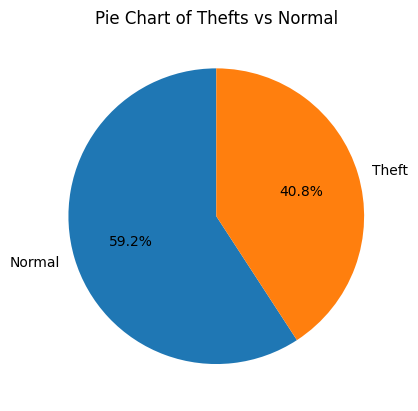 Pie Chart of Thefts vs Normal
Theft
40.8%
59.2%
Normal